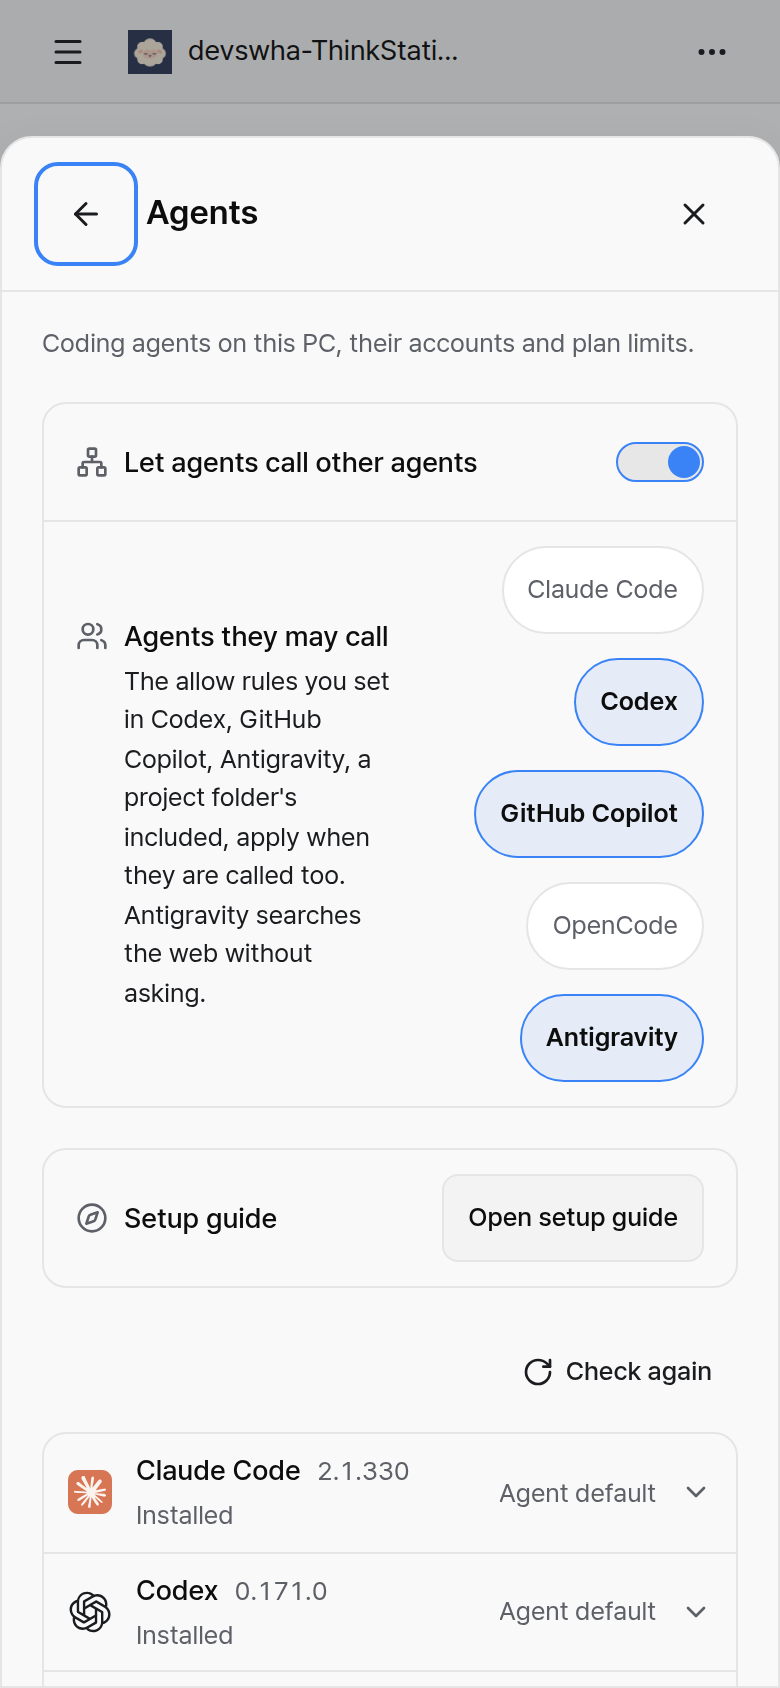 devswha-ThinkStati...
Agents
Coding agents on this PC, their accounts and plan limits.
Let agents call other agents
Agents they may call
The allow rules you set
in Codex, GitHub
Copilot, Antigravity, a
project folder's
included, apply when
they are called too.
Antigravity searches
the web without
asking.
Claude Code
Codex
GitHub Copilot
OpenCode
Antigravity
Setup guide
Open setup guide
Check again
Claude Code 2.1.330
Installed
Agent default
Codex 0.171.0
Installed
Agent default